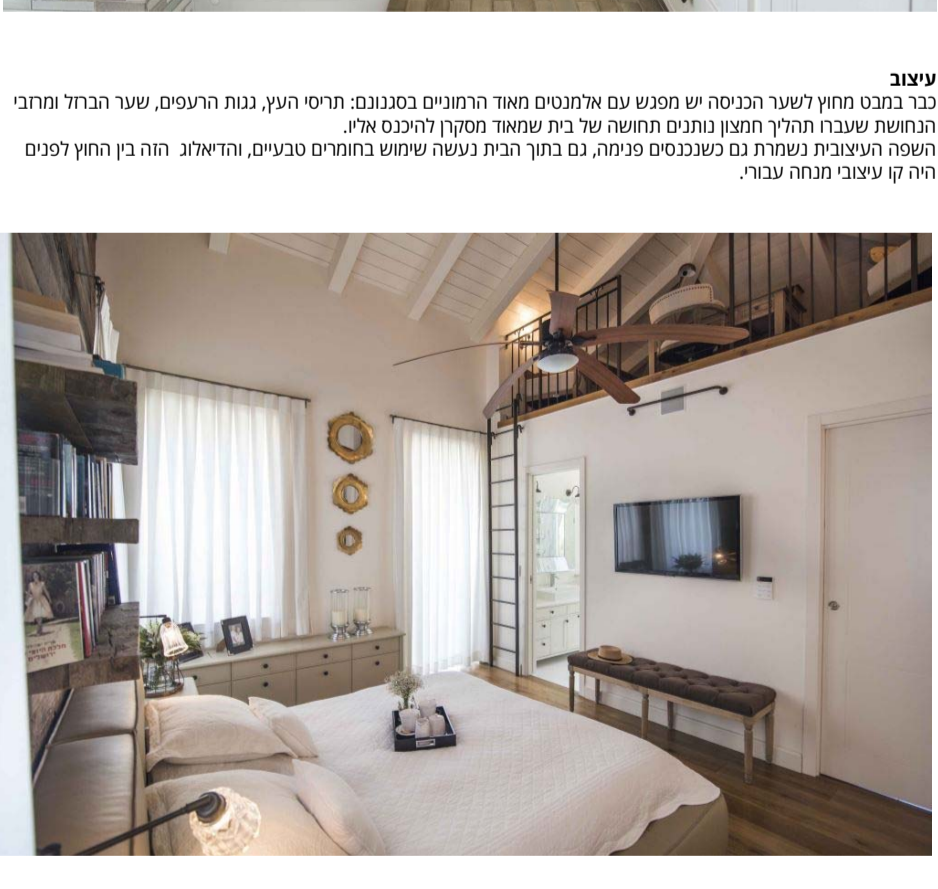 עיצוב
כבר במבט מחוץ לשער הכניסה יש מפגש עם אלמנטים מאוד הרמוניים בסגנונם: תריסי העץ, גגות הרעפים, שער הברזל ומרזבי
הנחושת שעברו תהליך חמצון נותנים תחושה של בית שמאוד מסקרן להיכנס אליו.
השפה העיצובית נשמרת גם כשנכנסים פנימה, גם בתוך הבית נעשה שימוש בחומרים טבעיים, והדיאלוג  הזה בין החוץ לפנים
היה קו עיצובי מנחה עבורי.